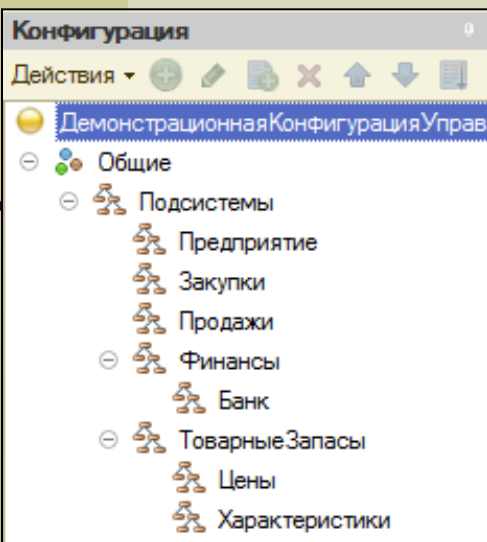 Конфигурация
Действия
ДемонстрационнаяКонфигурацияУправ
Общие
Подсистемы
Предприятие
Закупки
Продажи
Финансы
Банк
ТоварныеЗапасы
Цены
Характеристики